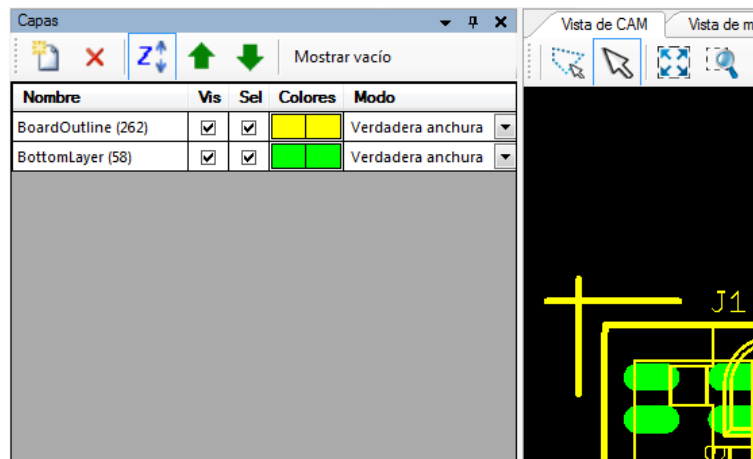 Capas
Vista de CAM
Vista de m
Mostrar vacío
Nombre Vis Sel Colores Modo
BoardOutline (262) Verdadera anchura
BottomLayer (58) Verdadera anchura
J1